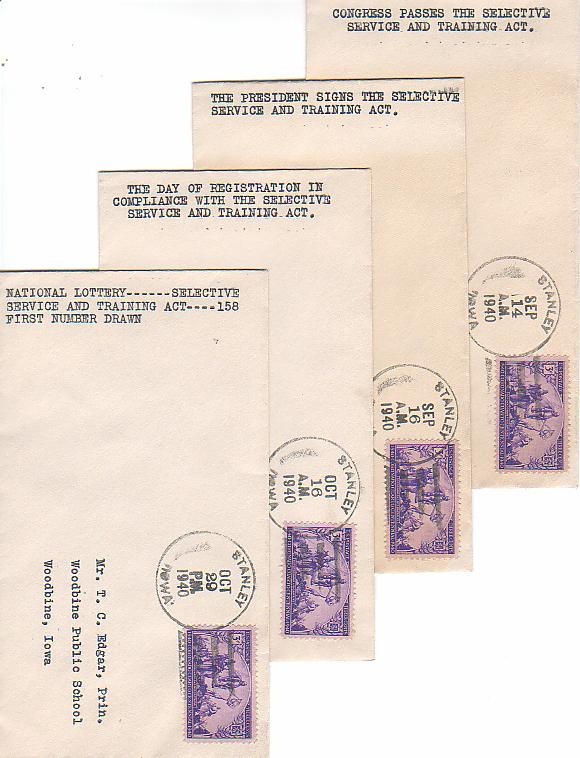 CONGRESS PASSES THE SELECTIVE
SERVICE AND TRAINING ACT.
STANLEY
SEP
14
A.M.
1940
IOWA
THE PRESIDENT SIGNS THE SELECTIVE
SERVICE AND TRAINING ACT.
STANLEY
SEP
16
A.M.
1940
THE DAY OF REGISTRATION IN
COMPLIANCE WITH THE SELECTIVE
SERVICE AND TRAINING ACT.
STANLEY
OCT
16
A.M.
1940
IOWA
NATIONAL LOTTERY------SELECTIVE
SERVICE AND TRAINING ACT----158
FIRST NUMBER DRAWN
STANLEY
OCT
29
P.M.
1940
IOWA
Mr. T. C. Edgar, Prin.
Woodbine Public School
Woodbine, Iowa